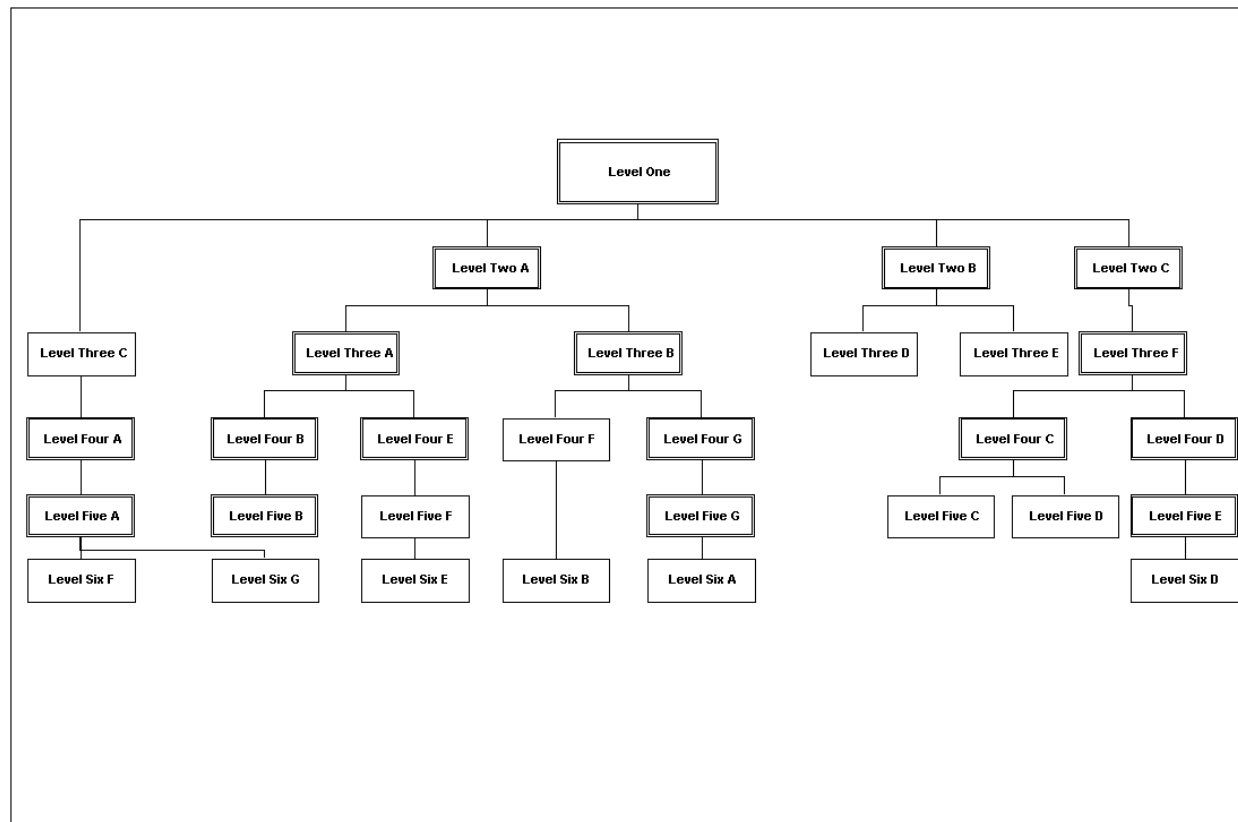 Level One
Level Two A
Level Two B
Level Two C
Level Three C
Level Three A
Level Three B
Level Three D
Level Three E
Level Three F
Level Four A
Level Four B
Level Four E
Level Four F
Level Four G
Level Four C
Level Four D
Level Five A
Level Five B
Level Five F
Level Five G
Level Five C
Level Five D
Level Five E
Level Six F
Level Six G
Level Six E
Level Six B
Level Six A
Level Six D